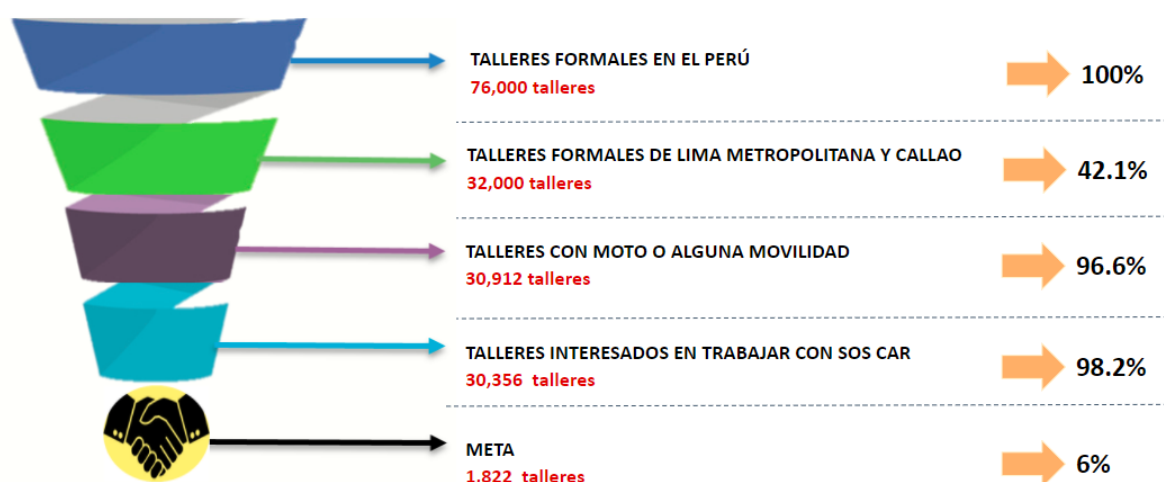 TALLERES FORMALES EN EL PERÚ
76,000 talleres
100%
TALLERES FORMALES DE LIMA METROPOLITANA Y CALLAO
32,000 talleres
42.1%
TALLERES CON MOTO O ALGUNA MOVILIDAD
30,912 talleres
96.6%
TALLERES INTERESADOS EN TRABAJAR CON SOS CAR
30,356 talleres
98.2%
META
1,822 talleres
6%